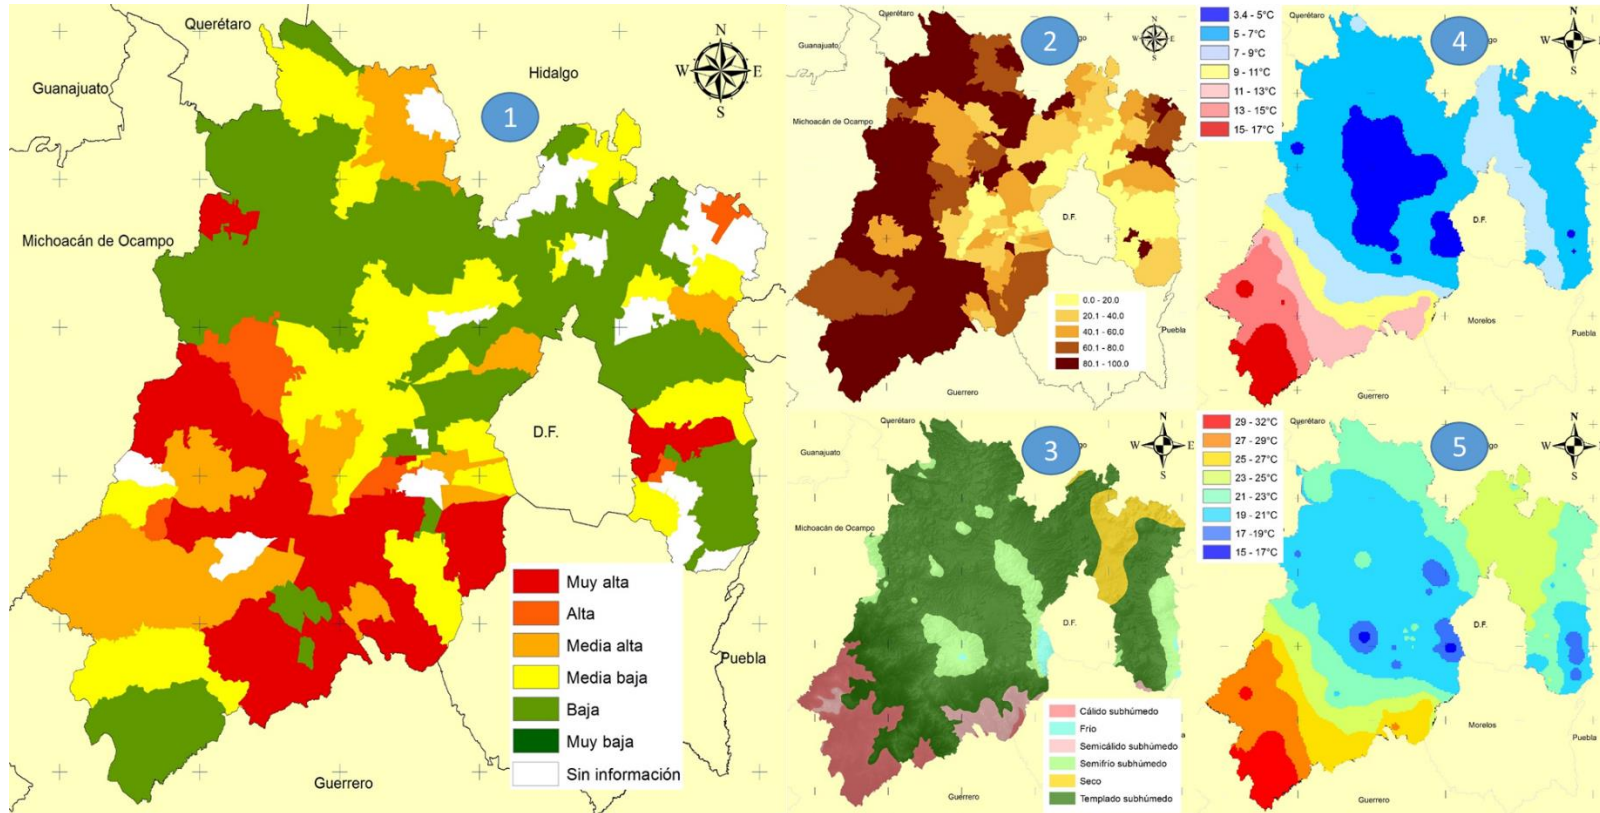 Querétaro
Guanajuato
Hidalgo
Michoacán de Ocampo
D.F.
Puebla
Guerrero
N
W
E
S
1
Muy alta
Alta
Media alta
Media baja
Baja
Muy baja
Sin información
Querétaro
Guanajuato
go
Michoacán de Ocampo
D.F.
Puebla
Guerrero
N
W
E
S
2
0.0 - 20.0
20.1 - 40.0
40.1 - 60.0
60.1 - 80.0
80.1 - 100.0
Querétaro
Guanajuato
go
Michoacán de Ocampo
D.F.
Guerrero
N
W
E
S
3
Cálido subhúmedo
Frío
Semicálido subhúmedo
Semifrío subhúmedo
Seco
Templado subhúmedo
a
3.4 - 5°C
5 - 7°C
7 - 9°C
9 - 11°C
11 - 13°C
13 - 15°C
15- 17°C
Querétaro
go
D.F.
Morelos
Puebla
Guerrero
N
W
S
4
29 - 32°C
27 - 29°C
25 - 27°C
23 - 25°C
21 - 23°C
19 - 21°C
17 -19°C
15 - 17°C
Querétaro
go
D.F.
Morelos
Puebla
Guerrero
N
W
S
5